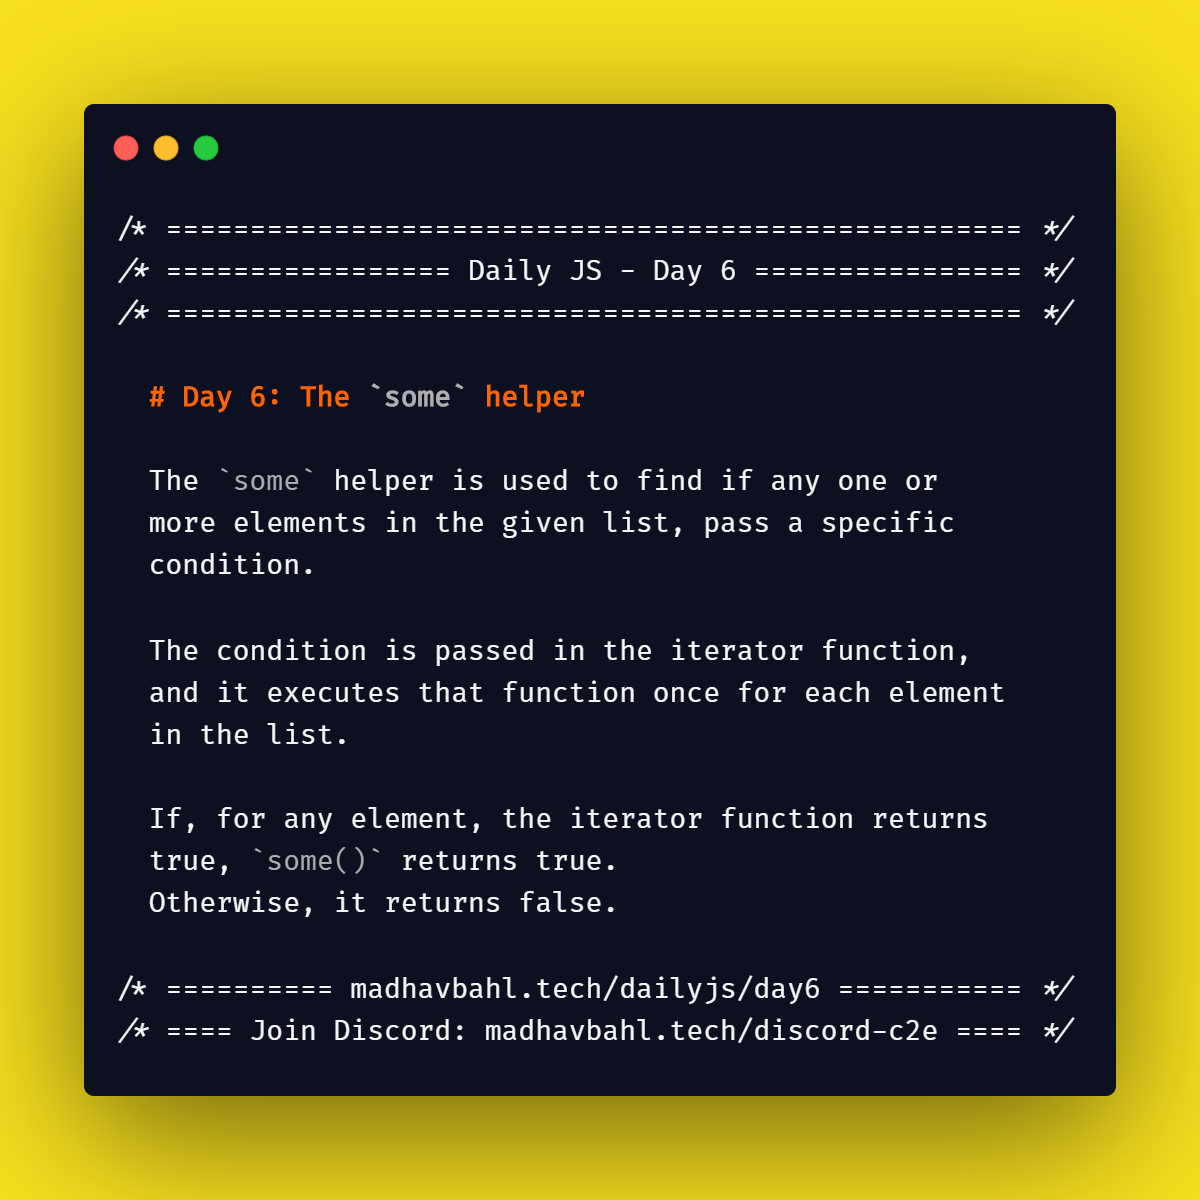 /* =================================================== */
/* ================= Daily JS - Day 6 ================ */
/* =================================================== */
# Day 6: The `some` helper
The `some` helper is used to find if any one or
more elements in the given list, pass a specific
condition.
The condition is passed in the iterator function,
and it executes that function once for each element
in the list.
If, for any element, the iterator function returns
true, `some()` returns true.
Otherwise, it returns false.
/* ========== madhavbahl.tech/dailyjs/day6 =========== */
/* ==== Join Discord: madhavbahl.tech/discord-c2e ==== */